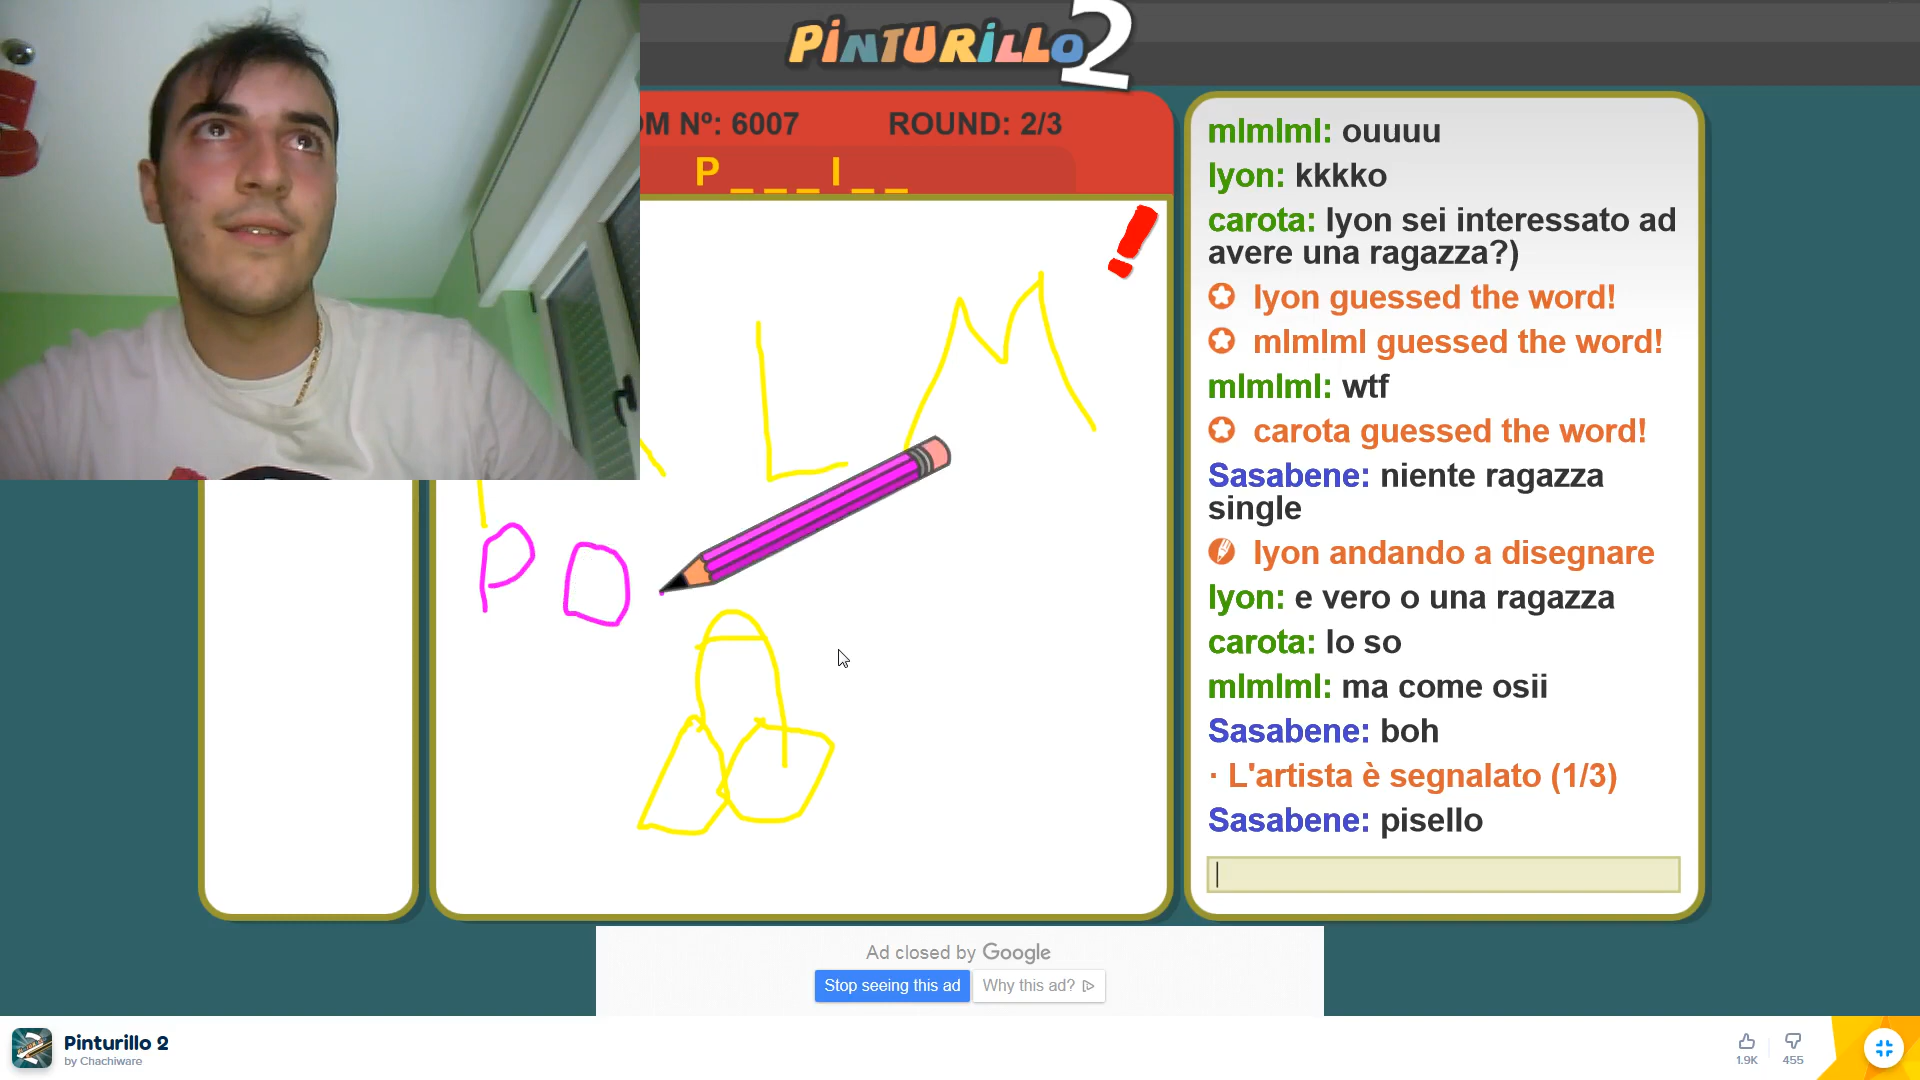 PINTURILLO 2
M Nº: 6007 ROUND: 2/3
P _ _ _ I _ _
L M
P O
mlmlml: ouuuu
lyon: kkkko
carota: lyon sei interessato ad
avere una ragazza?)
lyon guessed the word!
mlmlml guessed the word!
mlmlml: wtf
carota guessed the word!
Sasabene: niente ragazza
single
lyon andando a disegnare
lyon: e vero o una ragazza
carota: lo so
mlmlml: ma come osii
Sasabene: boh
· L'artista è segnalato (1/3)
Sasabene: pisello
Ad closed by Google
Stop seeing this ad Why this ad?
Pinturillo 2
by Chachiware
1.9K 455